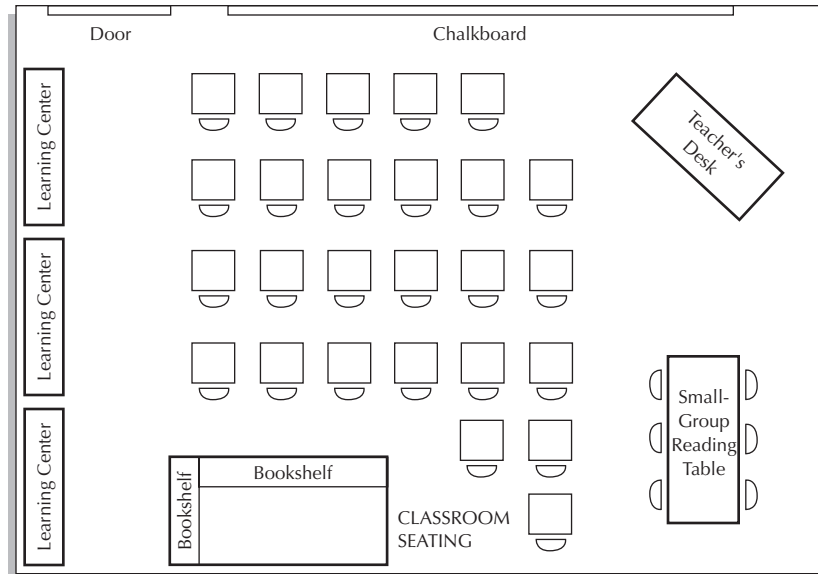 Door
Chalkboard
Learning Center
Teacher's
Desk
Learning Center
Small-
Group
Reading
Table
Learning Center
Bookshelf
Bookshelf
CLASSROOM
SEATING